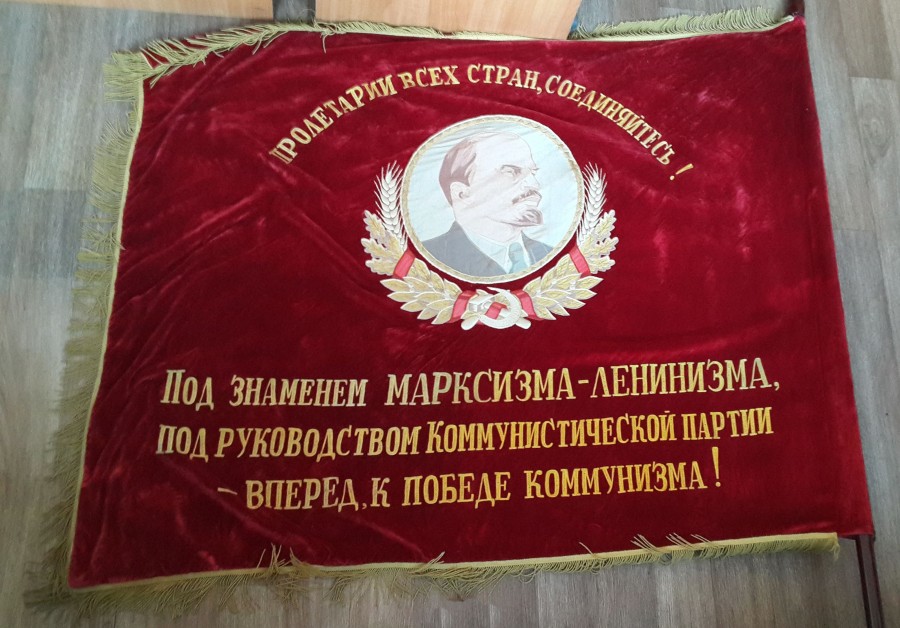 ПРОЛЕТАРИИ ВСЕХ СТРАН, СОЕДИНЯЙТЕСЬ!
Под знаменем МАРКСИЗМА-ЛЕНИНИЗМА,
под руководством Коммунистической партии
- вперед, к победе коммунизма!